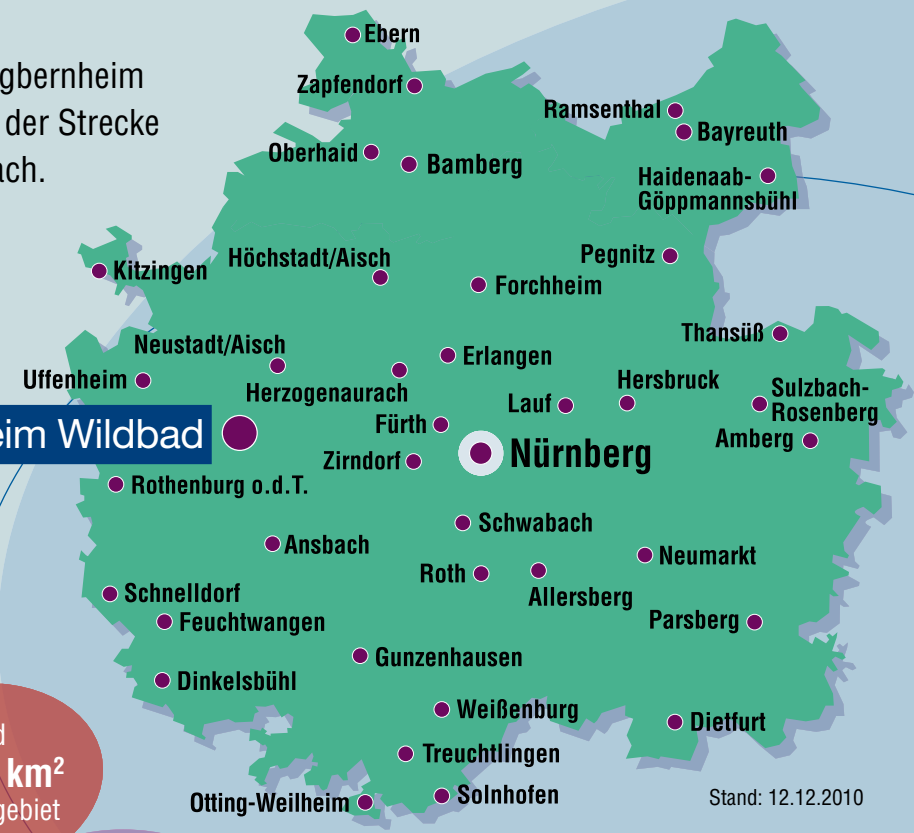 gbernheim
der Strecke
ach.
Ebern
Zapfendorf
Ramsenthal
Bayreuth
Oberhaid
Bamberg
Haidenaab-
Göppmannsbühl
Kitzingen
Höchstadt/Aisch
Pegnitz
Forchheim
Thansüß
Neustadt/Aisch
Erlangen
Uffenheim
Herzogenaurach
Hersbruck
Sulzbach-
Rosenberg
Lauf
Fürth
eim Wildbad
Amberg
Nürnberg
Zirndorf
Rothenburg o.d.T.
Schwabach
Ansbach
Neumarkt
Roth
Allersberg
Schnelldorf
Feuchtwangen
Parsberg
Gunzenhausen
Dinkelsbühl
Weißenburg
Dietfurt
d
km²
gebiet
Treuchtlingen
Otting-Weilheim
Solnhofen
Stand: 12.12.2010